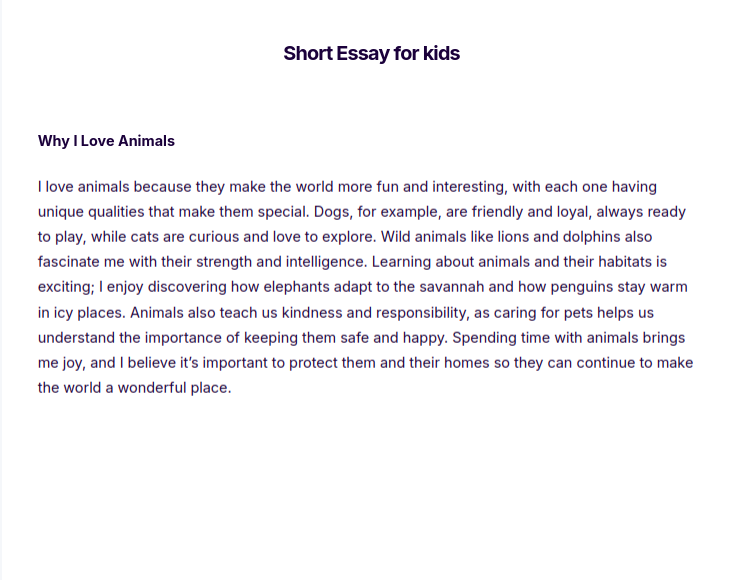 Short Essay for kids
Why I Love Animals
I love animals because they make the world more fun and interesting, with each one having
unique qualities that make them special. Dogs, for example, are friendly and loyal, always ready
to play, while cats are curious and love to explore. Wild animals like lions and dolphins also
fascinate me with their strength and intelligence. Learning about animals and their habitats is
exciting; I enjoy discovering how elephants adapt to the savannah and how penguins stay warm
in icy places. Animals also teach us kindness and responsibility, as caring for pets helps us
understand the importance of keeping them safe and happy. Spending time with animals brings
me joy, and I believe it’s important to protect them and their homes so they can continue to make
the world a wonderful place.